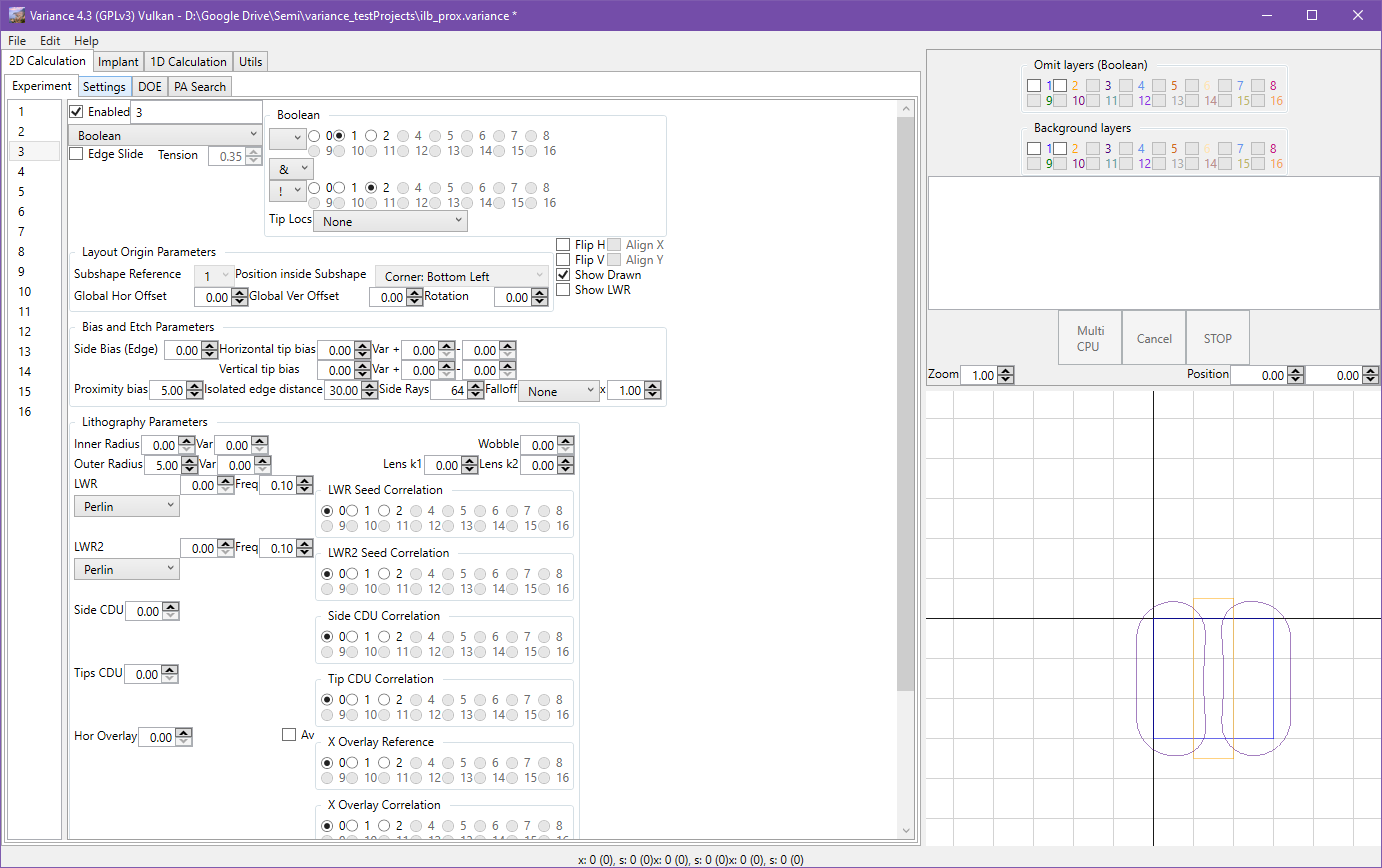 Variance 4.3 (GPLv3) Vulkan - D:\Google Drive\Semi\variance_testProjects\ilb_prox.variance *
File Edit Help
2D Calculation Implant 1D Calculation Utils
Experiment Settings DOE PA Search
1
2
3
4
5
6
7
8
9
10
11
12
13
14
15
16
Enabled 3
Boolean
Edge Slide Tension 0.35
Boolean
0 1 2 4 5 6 7 8
9 10 11 12 13 14 15 16
&
! 0 1 2 4 5 6 7 8
9 10 11 12 13 14 15 16
Tip Locs None
Layout Origin Parameters
Subshape Reference 1 Position inside Subshape Corner: Bottom Left
Global Hor Offset 0.00 Global Ver Offset 0.00 Rotation 0.00
Flip H Align X
Flip V Align Y
Show Drawn
Show LWR
Bias and Etch Parameters
Side Bias (Edge) 0.00 Horizontal tip bias 0.00 Var + 0.00 - 0.00
Vertical tip bias 0.00 Var + 0.00 - 0.00
Proximity bias 5.00 Isolated edge distance 30.00 Side Rays 64 Falloff None x 1.00
Lithography Parameters
Inner Radius 0.00 Var 0.00 Wobble 0.00
Outer Radius 5.00 Var 0.00 Lens k1 0.00 Lens k2 0.00
LWR 0.00 Freq 0.10
Perlin
LWR Seed Correlation
0 1 2 4 5 6 7 8
9 10 11 12 13 14 15 16
LWR2 0.00 Freq 0.10
Perlin
LWR2 Seed Correlation
0 1 2 4 5 6 7 8
9 10 11 12 13 14 15 16
Side CDU 0.00
Side CDU Correlation
0 1 2 4 5 6 7 8
9 10 11 12 13 14 15 16
Tips CDU 0.00
Tip CDU Correlation
0 1 2 4 5 6 7 8
9 10 11 12 13 14 15 16
Hor Overlay 0.00 Av
X Overlay Reference
0 1 2 4 5 6 7 8
9 10 11 12 13 14 15 16
X Overlay Correlation
0 1 2 4 5 6 7 8
Omit layers (Boolean)
1 2 3 4 5 6 7 8
9 10 11 12 13 14 15 16
Background layers
1 2 3 4 5 6 7 8
9 10 11 12 13 14 15 16
Multi CPU
Cancel
STOP
Zoom 1.00 Position 0.00 0.00
x: 0 (0), s: 0 (0)x: 0 (0), s: 0 (0)x: 0 (0), s: 0 (0)